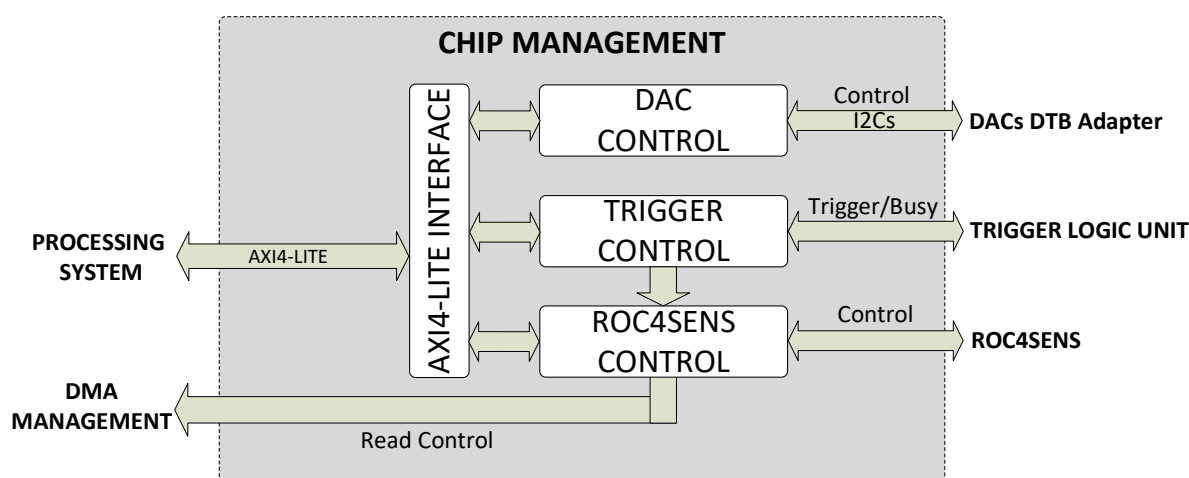 CHIP MANAGEMENT
AXI4-LITE INTERFACE
DAC
CONTROL
Control
I2Cs
DACs DTB Adapter
TRIGGER
CONTROL
Trigger/Busy
TRIGGER LOGIC UNIT
PROCESSING
SYSTEM
AXI4-LITE
ROC4SENS
CONTROL
Control
ROC4SENS
DMA
MANAGEMENT
Read Control